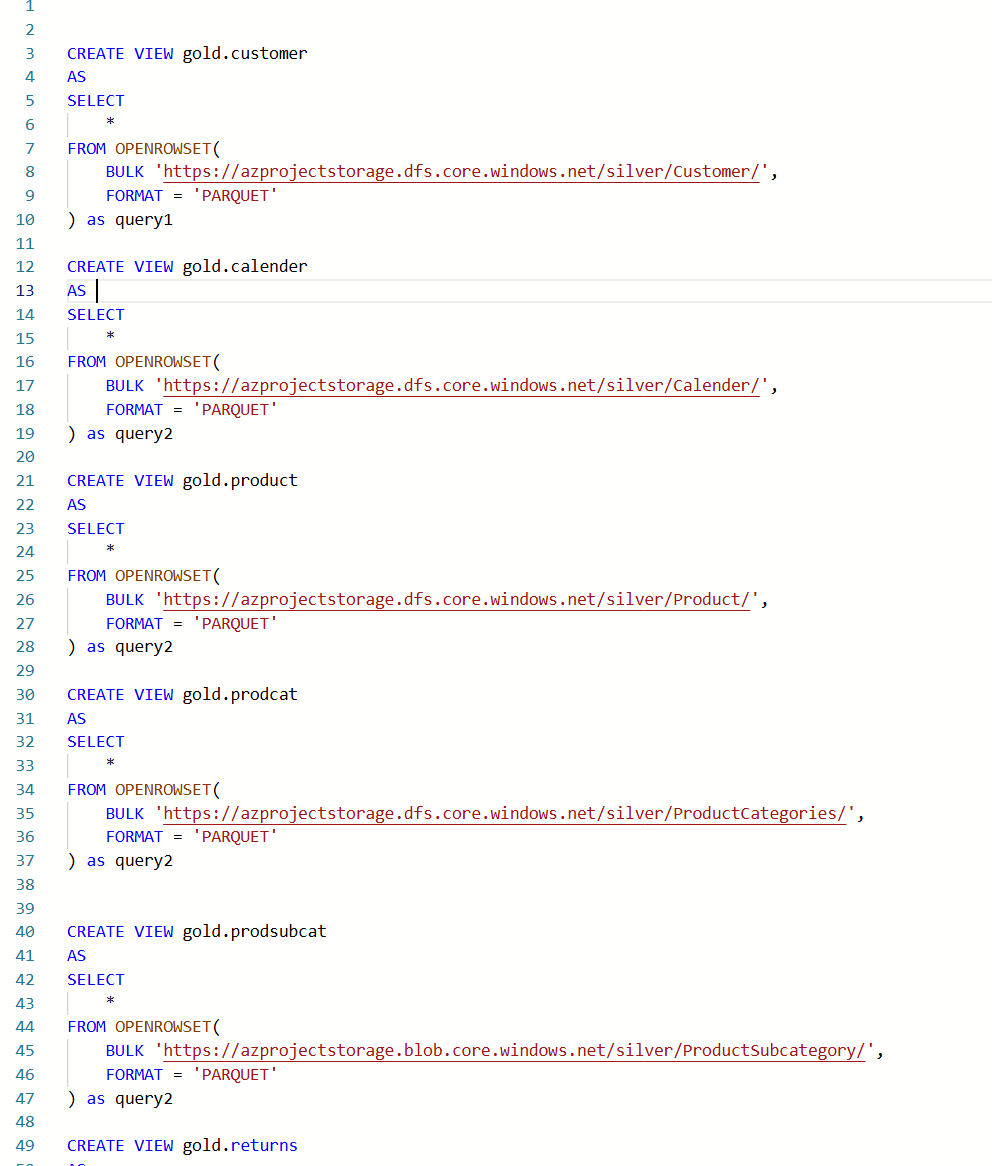 1
2
3 CREATE VIEW gold.customer
4 AS
5 SELECT
6 *
7 FROM OPENROWSET(
8 BULK 'https://azprojectstorage.dfs.core.windows.net/silver/Customer/',
9 FORMAT = 'PARQUET'
10 ) as query1
11
12 CREATE VIEW gold.calender
13 AS
14 SELECT
15 *
16 FROM OPENROWSET(
17 BULK 'https://azprojectstorage.dfs.core.windows.net/silver/Calender/',
18 FORMAT = 'PARQUET'
19 ) as query2
20
21 CREATE VIEW gold.product
22 AS
23 SELECT
24 *
25 FROM OPENROWSET(
26 BULK 'https://azprojectstorage.dfs.core.windows.net/silver/Product/',
27 FORMAT = 'PARQUET'
28 ) as query2
29
30 CREATE VIEW gold.prodcat
31 AS
32 SELECT
33 *
34 FROM OPENROWSET(
35 BULK 'https://azprojectstorage.dfs.core.windows.net/silver/ProductCategories/',
36 FORMAT = 'PARQUET'
37 ) as query2
38
39
40 CREATE VIEW gold.prodsubcat
41 AS
42 SELECT
43 *
44 FROM OPENROWSET(
45 BULK 'https://azprojectstorage.blob.core.windows.net/silver/ProductSubcategory/',
46 FORMAT = 'PARQUET'
47 ) as query2
48
49 CREATE VIEW gold.returns